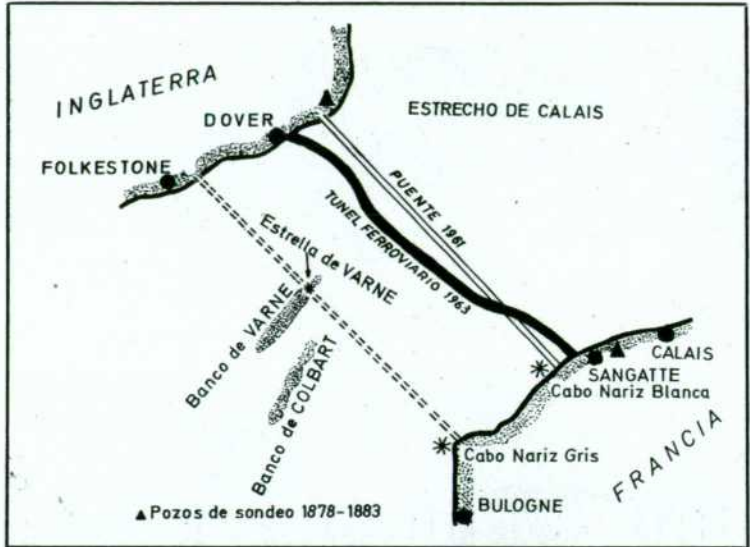 INGLATERRA
ESTRECHO DE CALAIS
DOVER
FOLKESTONE
PUENTE 1961
TUNEL FERROVIARIO 1963
Estrella de VARNE
Banco de VARNE
Banco de COLBART
CALAIS
SANGATTE
Cabo Nariz Blanca
Cabo Nariz Gris
FRANCIA
BULOGNE
▲ Pozos de sondeo 1878-1883